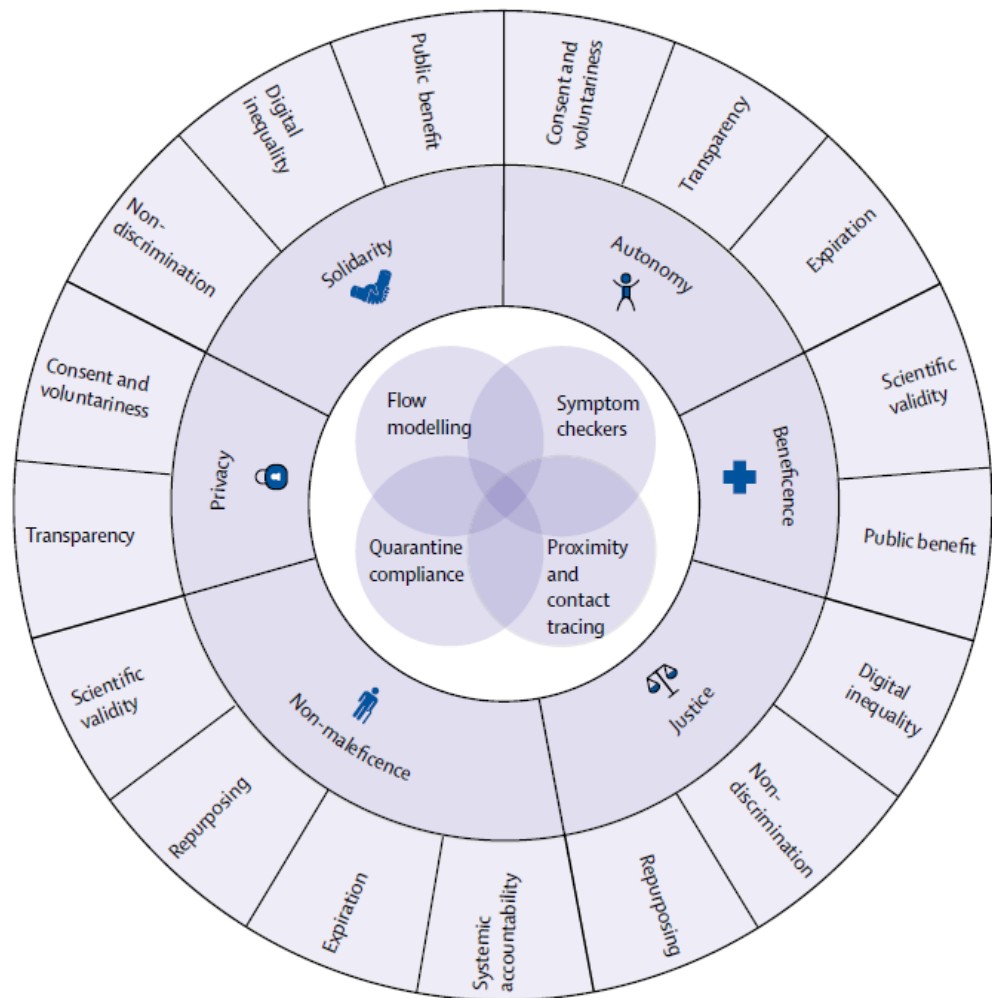 Public benefit
Consent and
voluntariness
Transparency
Expiration
Scientific
validity
Public benefit
Digital
inequality
Non-
discrimination
Repurposing
Systemic
accountability
Expiration
Repurposing
Scientific
validity
Transparency
Consent and
voluntariness
Non-
discrimination
Digital
inequality
Solidarity
Autonomy
Beneficence
Justice
Non-maleficence
Privacy
Flow
modelling
Symptom
checkers
Quarantine
compliance
Proximity
and
contact
tracing